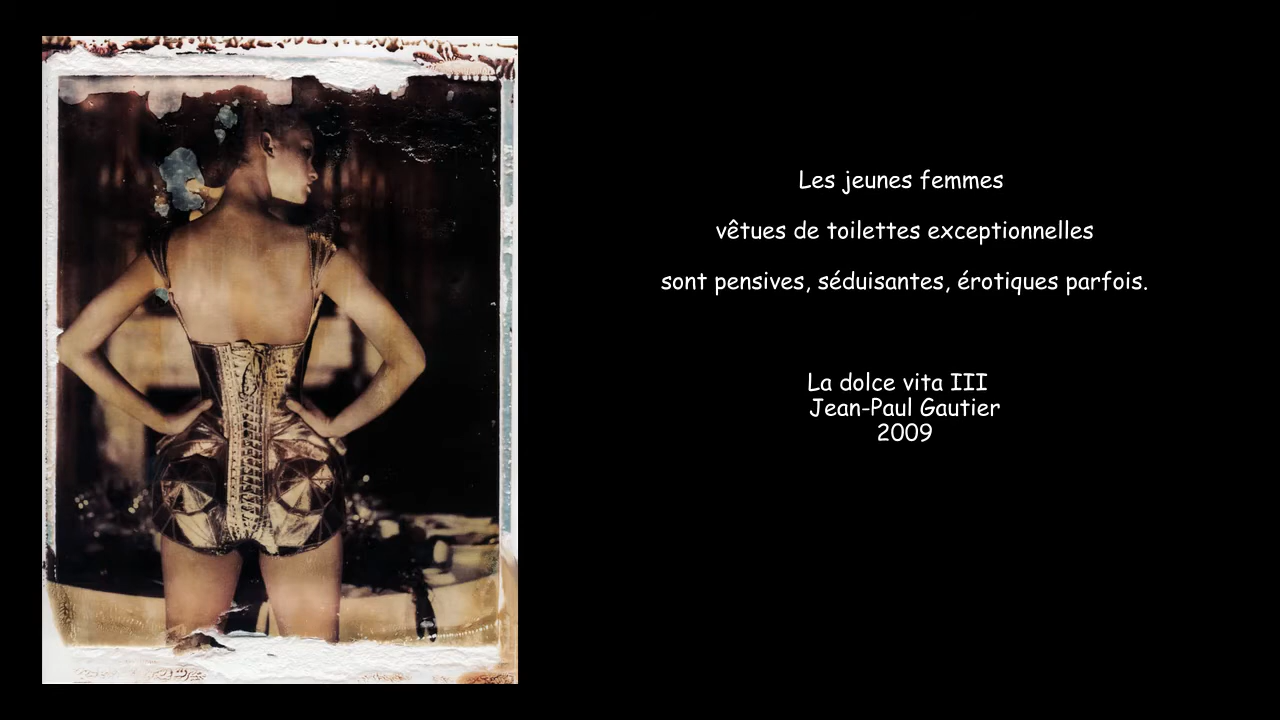 Les jeunes femmes
vêtues de toilettes exceptionnelles
sont pensives, séduisantes, érotiques parfois.
La dolce vita III
Jean-Paul Gautier
2009